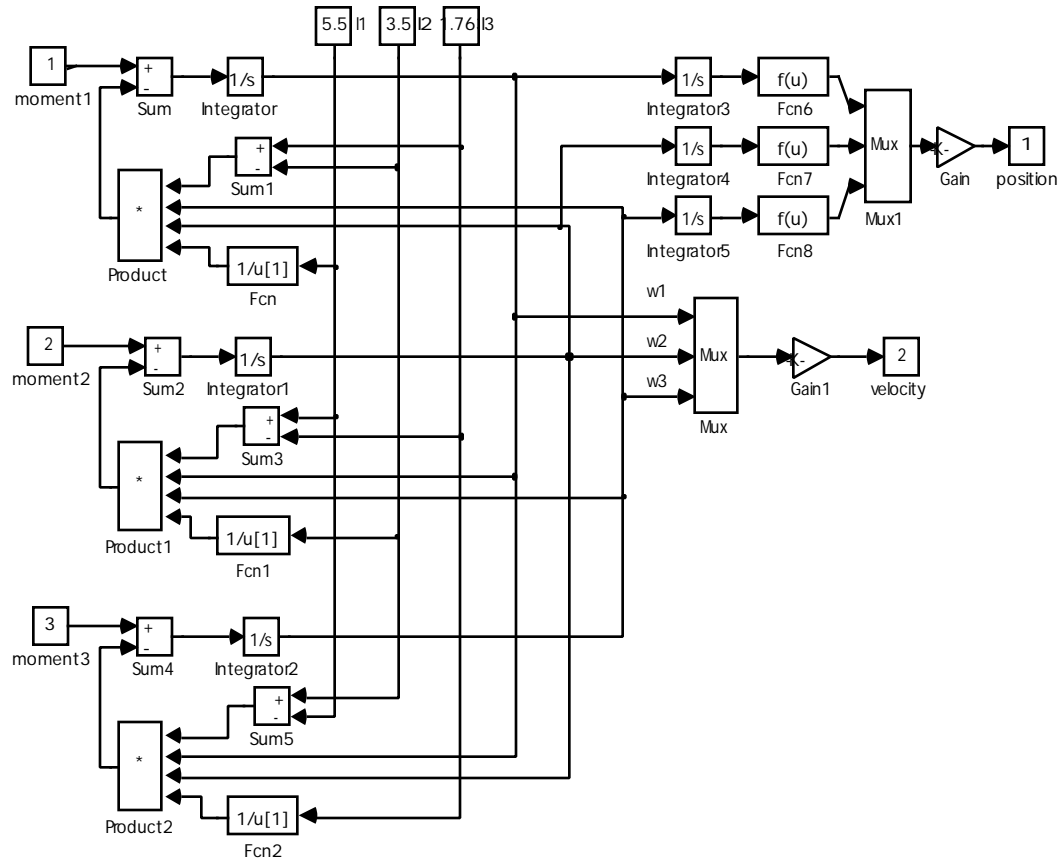 5.5 I1 3.5 I2 1.76 I3
1 + - 1/s 1/s f(u)
moment1 Sum Integrator Integrator3 Fcn6
+ - 1/s f(u) Mux -K- 1
Sum1 Integrator4 Fcn7 Gain position
* 1/s f(u) Mux1
Integrator5 Fcn8
Product 1/u[1]
Fcn w1
2 + - 1/s w2 Mux -K- 2
moment2 Sum2 Integrator1 Gain1 velocity
w3
+ - Mux
Sum3
*
Product1 1/u[1]
Fcn1
3 + - 1/s
moment3 Sum4 Integrator2
+ -
Sum5
*
Product2 1/u[1]
Fcn2